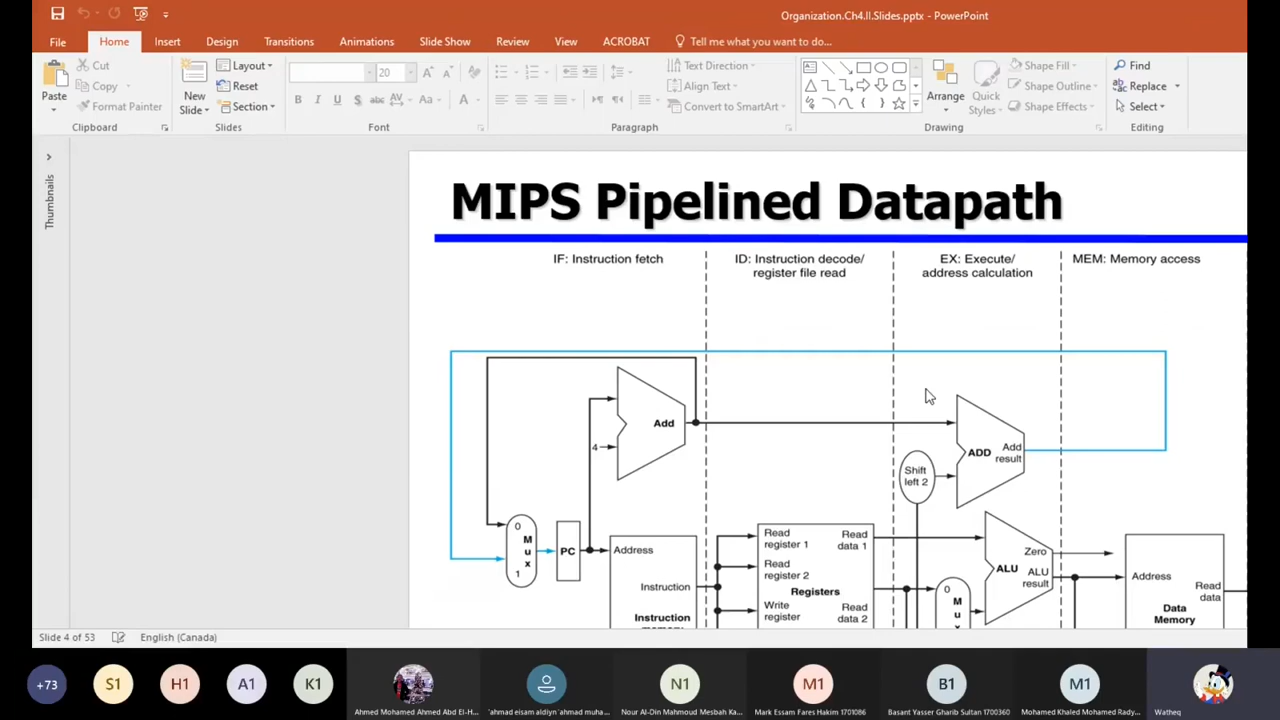 Organization.Ch4.II.Slides.pptx - PowerPoint
File Home Insert Design Transitions Animations Slide Show Review View ACROBAT Tell me what you want to do...
Paste
Cut
Copy
Format Painter
Clipboard
New Slide
Layout
Reset
Section
Slides
20
B I U S abc AV Aa A
Font
Text Direction
Align Text
Convert to SmartArt
Paragraph
Arrange
Quick Styles
Shape Fill
Shape Outline
Shape Effects
Drawing
Find
Replace
Select
Editing
Thumbnails
MIPS Pipelined Datapath
IF: Instruction fetch
ID: Instruction decode/
register file read
EX: Execute/
address calculation
MEM: Memory access
Add
4
ADD
Add
result
Shift
left 2
0
M
u
x
1
PC
Address
Instruction
Instruction
Read
register 1
Read
data 1
Read
register 2
Registers
Write
register
Read
data 2
0
M
u
Zero
ALU
ALU
result
Address
Read
data
Data
Memory
Slide 4 of 53
English (Canada)
+73
S1
H1
A1
K1
N1
M1
B1
M1
Ahmed Mohamed Ahmed Abd El-H...
'ahmad eisam aldiyn 'ahmad muha...
Nour Al-Din Mahmoud Mesbah Ka...
Mark Essam Fares Hakim 1701086
Basant Yasser Gharib Sultan 1700360
Mohamed Khaled Mohamed Rady...
Watheq